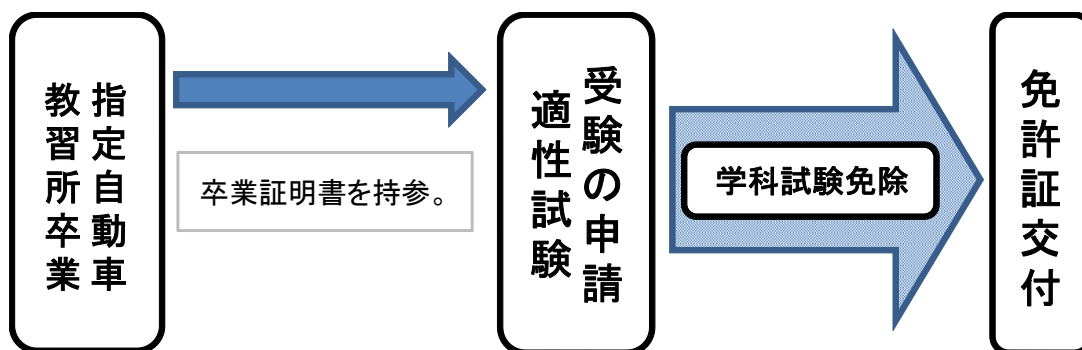 指定自動車
教習所卒業
卒業証明書を持参。
受験の申請
適性試験
学科試験免除
免許証交付